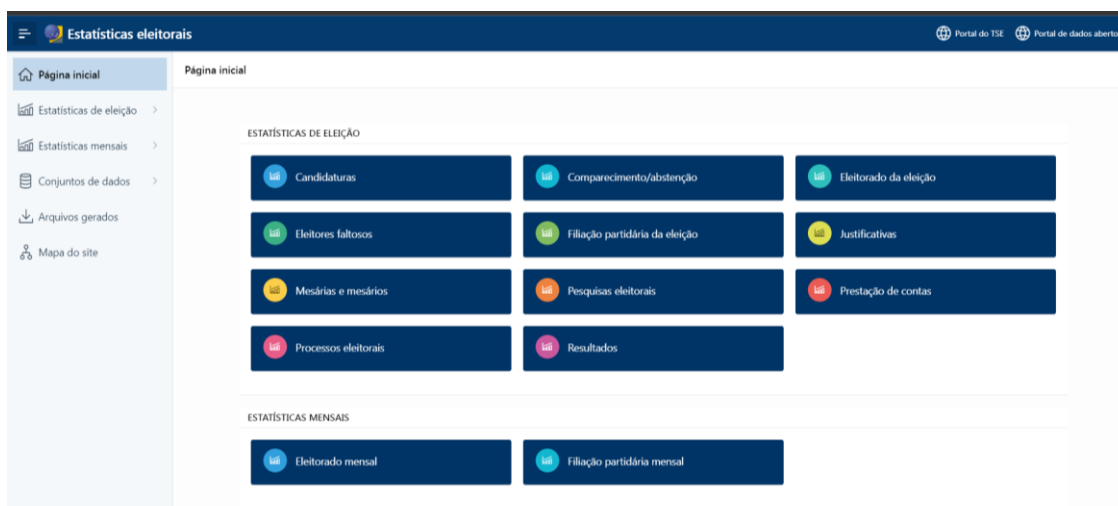 Estatísticas eleitorais
Portal do TSE
Portal de dados aberto
Página inicial
Estatísticas de eleição
Estatísticas mensais
Conjuntos de dados
Arquivos gerados
Mapa do site
Página inicial
ESTATÍSTICAS DE ELEIÇÃO
Candidaturas
Comparecimento/abstenção
Eleitorado da eleição
Eleitores faltosos
Filiação partidária da eleição
Justificativas
Mesárias e mesários
Pesquisas eleitorais
Prestação de contas
Processos eleitorais
Resultados
ESTATÍSTICAS MENSAIS
Eleitorado mensal
Filiação partidária mensal